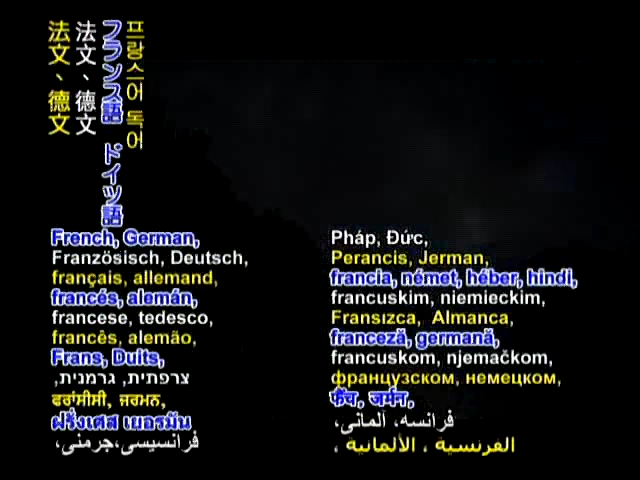 法文、德文
法文、德文
フランス語　ドイツ語
프랑스어 독어
French, German,
Französisch, Deutsch,
français, allemand,
francés, alemán,
francese, tedesco,
francês, alemão,
Frans, Duits,
צרפתית, גרמנית,
ਫਰਾਂਸੀਸੀ, ਜਰਮਨ,
ฝรั่งเศส เยอรมัน
فرانسیسی،جرمنی،
Pháp, Đức,
Perancis, Jerman,
francia, német, héber, hindi,
francuskim, niemieckim,
Fransızca, Almanca,
franceză, germană,
francuskom, njemačkom,
французском, немецком,
फ्रैंच, जर्मन,
فرانسه، آلمانی،
الفرنسية ، الألمانية ،